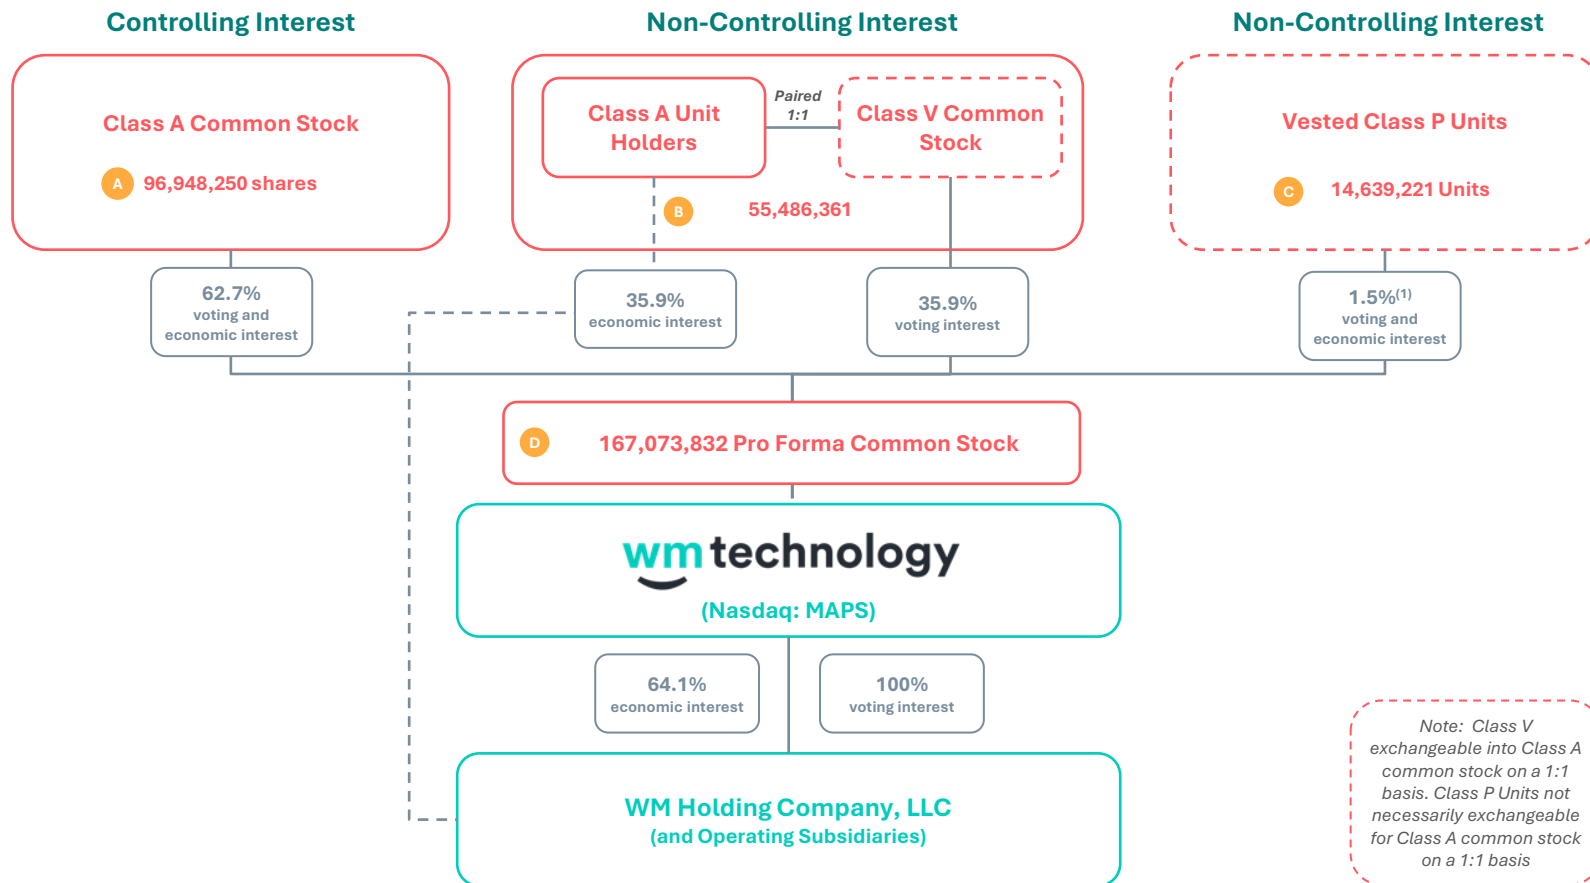 Controlling Interest
Non-Controlling Interest
Non-Controlling Interest
Class A Common Stock
A 96,948,250 shares
Class A Unit
Holders
Paired
1:1
Class V Common
Stock
B 55,486,361
Vested Class P Units
C 14,639,221 Units
62.7%
voting and
economic interest
35.9%
economic interest
35.9%
voting interest
1.5%(1)
voting and
economic interest
D 167,073,832 Pro Forma Common Stock
wm technology
(Nasdaq: MAPS)
64.1%
economic interest
100%
voting interest
WM Holding Company, LLC
(and Operating Subsidiaries)
Note: Class V
exchangeable into Class A
common stock on a 1:1
basis. Class P Units not
necessarily exchangeable
for Class A common stock
on a 1:1 basis